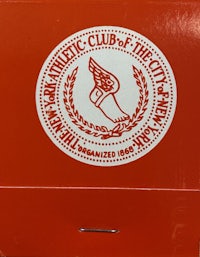 ·THE·NEW·YORK·ATHLETIC·CLUB·of·THE·CITY·of·NEW·YORK·
ORGANIZED 1868